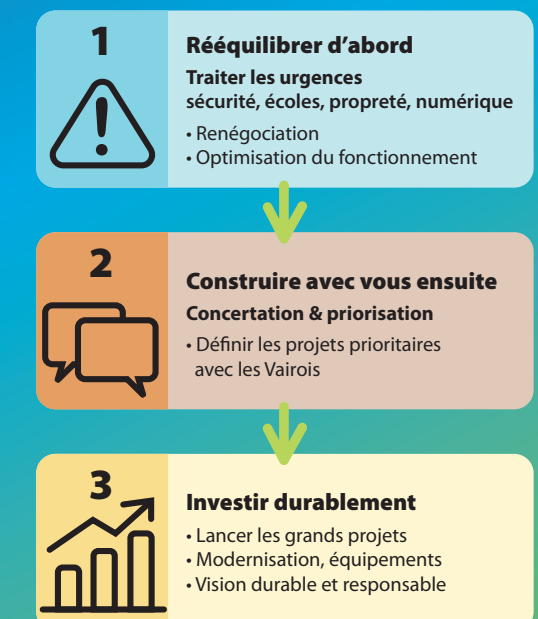 1
Rééquilibrer d’abord
Traiter les urgences
sécurité, écoles, propreté, numérique
• Renégociation
• Optimisation du fonctionnement
2
Construire avec vous ensuite
Concertation & priorisation
• Définir les projets prioritaires
avec les Vairois
3
Investir durablement
• Lancer les grands projets
• Modernisation, équipements
• Vision durable et responsable